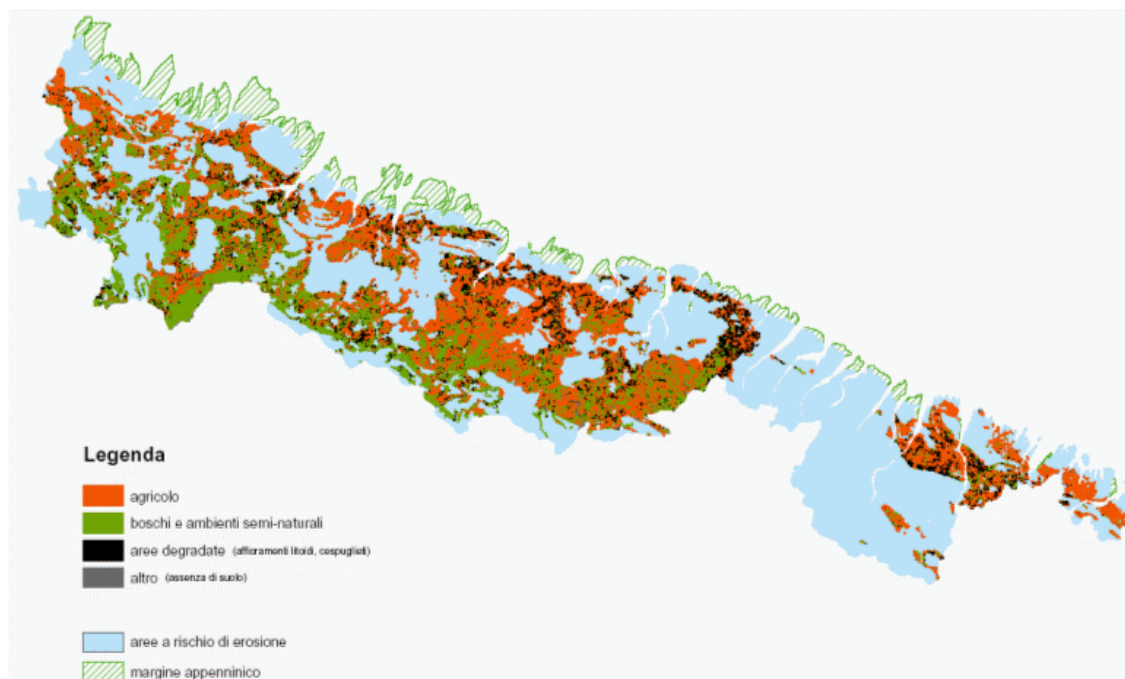 Legenda
agricolo
boschi e ambienti semi-naturali
aree degradate (affioramenti litoidi, cespuglieti)
altro (assenza di suolo)
aree a rischio di erosione
margine appenninico